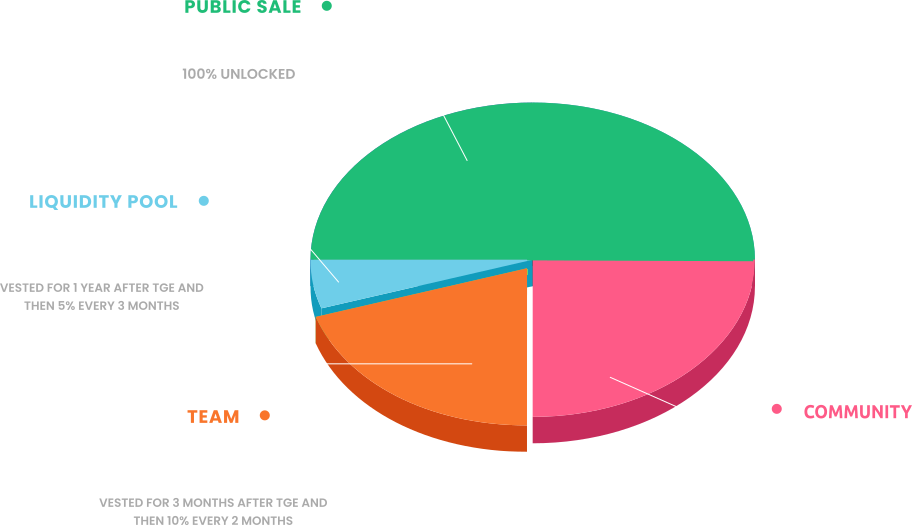 PUBLIC SALE
100% UNLOCKED
LIQUIDITY POOL
VESTED FOR 1 YEAR AFTER TGE AND
THEN 5% EVERY 3 MONTHS
TEAM
COMMUNITY
VESTED FOR 3 MONTHS AFTER TGE AND
THEN 10% EVERY 2 MONTHS